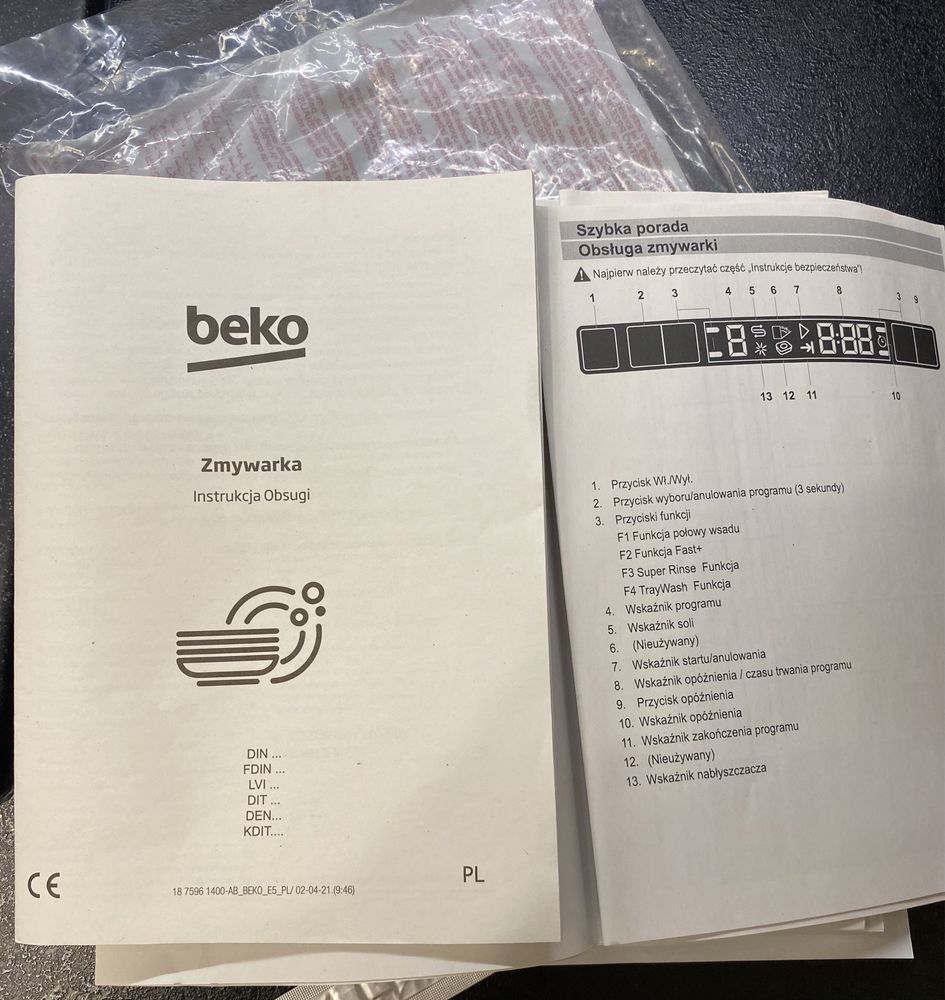 beko
Zmywarka
Instrukcja Obsugi
DIN ...
FDIN ...
LVI ...
DIT ...
DEN...
KDIT....
CE
18 7596 1400-AB_BEKO_E5_PL/ 02-04-21.(9:46)
PL
Szybka porada
Obsługa zmywarki
Najpierw należy przeczytać część „Instrukcje bezpieczeństwa”!
1 2 3 4 5 6 7 8 3 9
8 8:88
13 12 11 10
1. Przycisk Wł./Wył.
2. Przycisk wyboru/anulowania programu (3 sekundy)
3. Przyciski funkcji
F1 Funkcja połowy wsadu
F2 Funkcja Fast+
F3 Super Rinse Funkcja
F4 TrayWash Funkcja
4. Wskaźnik programu
5. Wskaźnik soli
6. (Nieużywany)
7. Wskaźnik startu/anulowania
8. Wskaźnik opóźnienia / czasu trwania programu
9. Przycisk opóźnienia
10. Wskaźnik opóźnienia
11. Wskaźnik zakończenia programu
12. (Nieużywany)
13. Wskaźnik nabłyszczacza